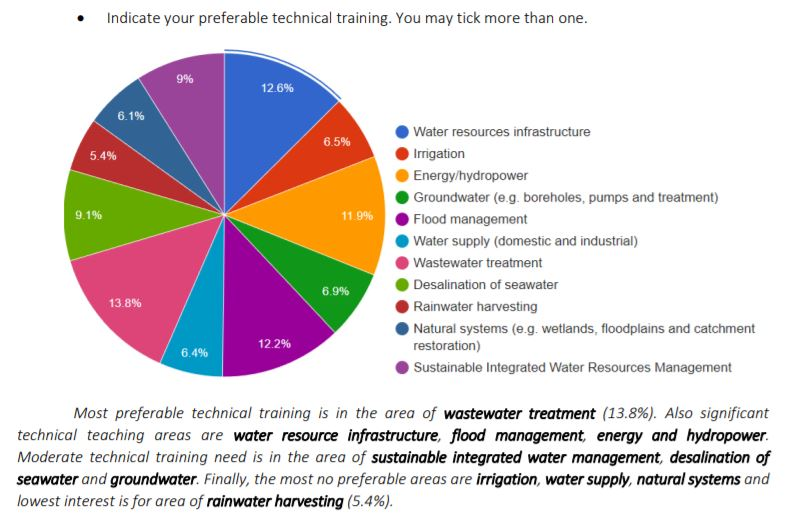 • Indicate your preferable technical training. You may tick more than one.
9%
12.6%
6.1%
6.5%
5.4%
9.1%
11.9%
6.9%
13.8%
12.2%
6.4%
Water resources infrastructure
Irrigation
Energy/hydropower
Groundwater (e.g. boreholes, pumps and treatment)
Flood management
Water supply (domestic and industrial)
Wastewater treatment
Desalination of seawater
Rainwater harvesting
Natural systems (e.g. wetlands, floodplains and catchment
restoration)
Sustainable Integrated Water Resources Management
Most preferable technical training is in the area of wastewater treatment (13.8%). Also significant
technical teaching areas are water resource infrastructure, flood management, energy and hydropower.
Moderate technical training need is in the area of sustainable integrated water management, desalination of
seawater and groundwater. Finally, the most no preferable areas are irrigation, water supply, natural systems and
lowest interest is for area of rainwater harvesting (5.4%).